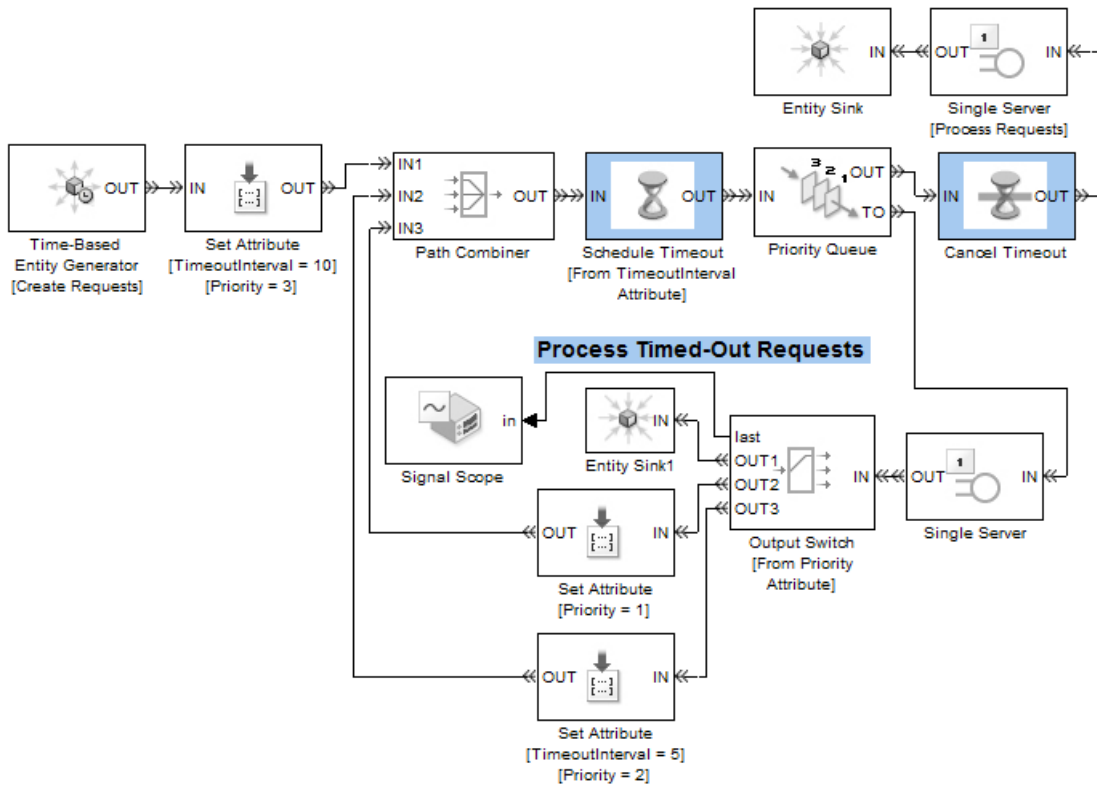 Entity Sink
IN
OUT
1
IN
Single Server
[Process Requests]
OUT
Time-Based
Entity Generator
[Create Requests]
IN
[...]
OUT
Set Attribute
[TimeoutInterval = 10]
[Priority = 3]
IN1
IN2
IN3
OUT
Path Combiner
IN
OUT
Schedule Timeout
[From TimeoutInterval
Attribute]
IN
3
2
1
OUT
TO
Priority Queue
IN
OUT
Cancel Timeout
Process Timed-Out Requests
in
Signal Scope
IN
Entity Sink1
last
OUT1
OUT2
OUT3
IN
Output Switch
[From Priority
Attribute]
OUT
1
IN
Single Server
OUT
[...]
IN
Set Attribute
[Priority = 1]
OUT
[...]
IN
Set Attribute
[TimeoutInterval = 5]
[Priority = 2]